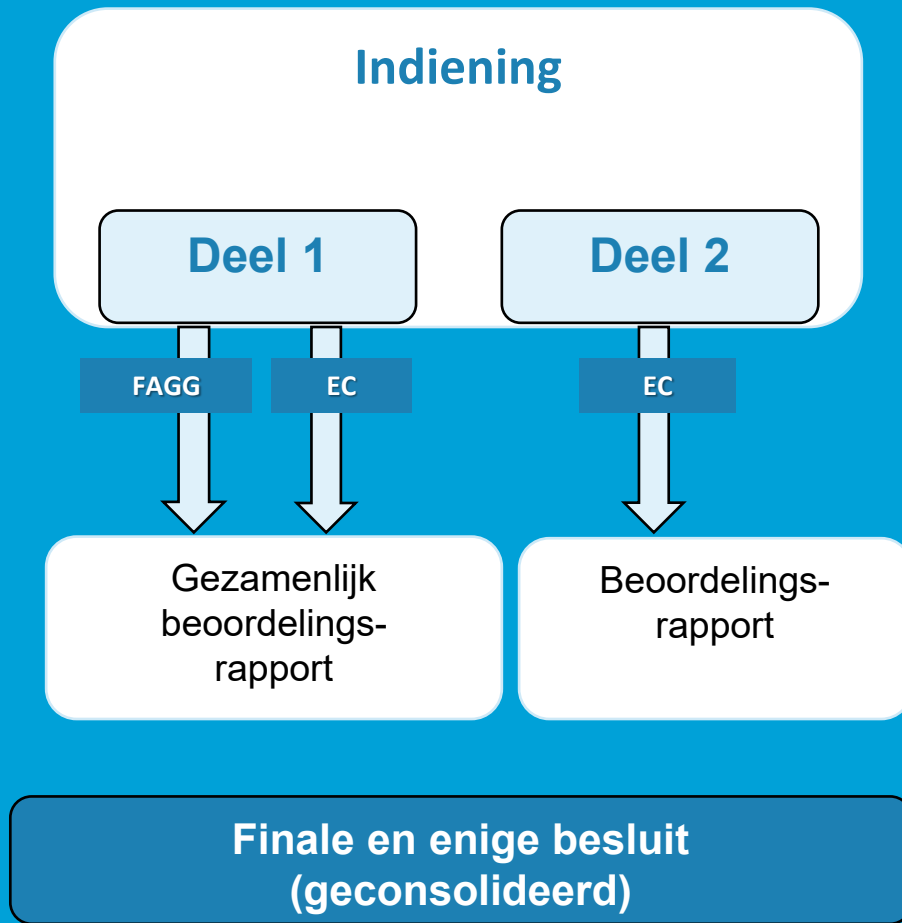 Indiening
Deel 1
Deel 2
FAGG
EC
EC
Gezamenlijk
beoordelings-
rapport
Beoordelings-
rapport
Finale en enige besluit
(geconsolideerd)